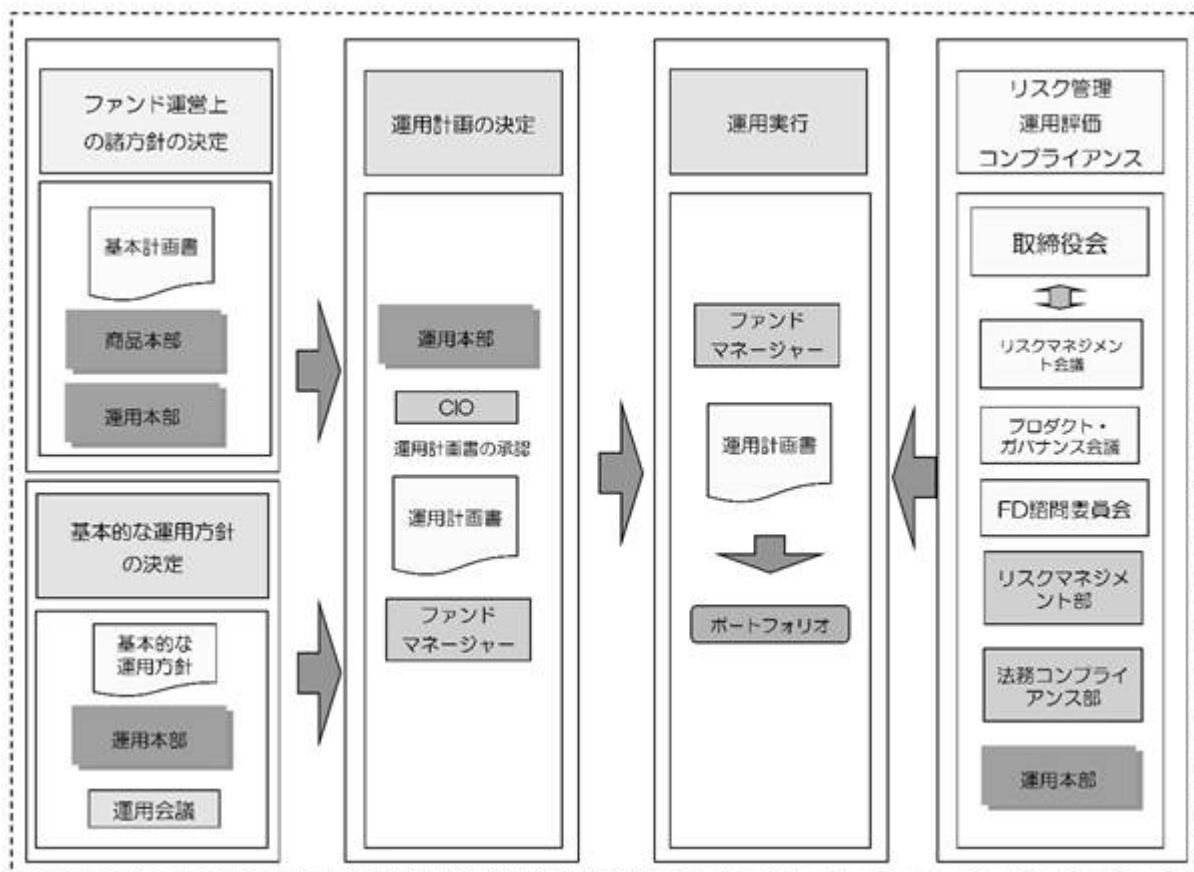 ファンド運営上
の諸方針の決定
基本計画書
商品本部
運用本部
基本的な運用方針
の決定
基本的な
運用方針
運用本部
運用会議
運用計画の決定
運用本部
CIO
運用計画書の承認
運用計画書
ファンド
マネージャー
運用実行
ファンド
マネージャー
運用計画書
ポートフォリオ
リスク管理
運用評価
コンプライアンス
取締役会
リスクマネジメン
ト会議
プロダクト・
ガバナンス会議
FD諮問委員会
リスクマネジメ
ント部
法務コンプライ
アンス部
運用本部